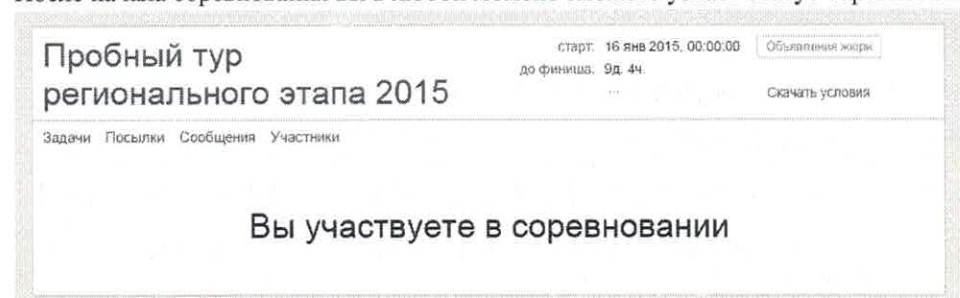 Пробный тур
регионального этапа 2015
старт: 16 янв 2015, 00:00:00
до финиша: 9д. 4ч.
...
Объявления жюри
Скачать условия
Задачи Посылки Сообщения Участники
Вы участвуете в соревновании